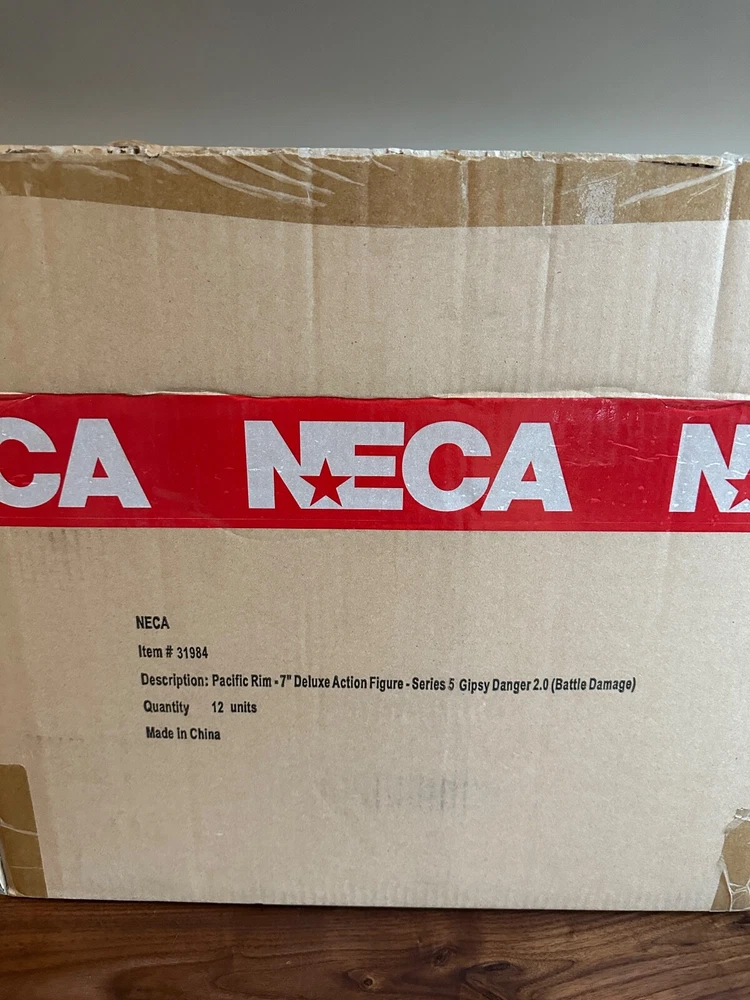 CA NECA N
NECA
Item # 31984
Description: Pacific Rim - 7" Deluxe Action Figure - Series 5 Gipsy Danger 2.0 (Battle Damage)
Quantity 12 units
Made in China